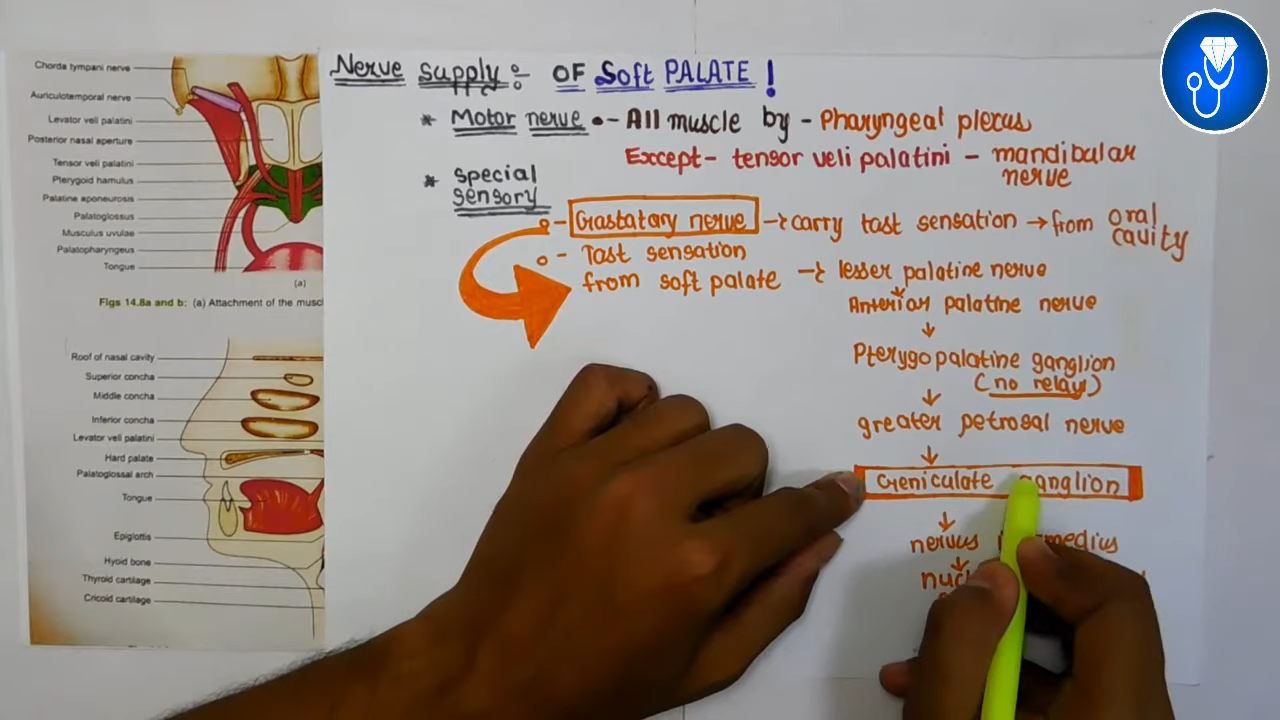 Chorda tympani nerve
Auriculotemporal nerve
Levator veli palatini
Posterior nasal aperture
Tensor veli palatini
Pterygoid hamulus
Palatine aponeurosis
Palatoglossus
Musculus uvulae
Palatopharyngeus
Tongue
(a)
Figs 14.8a and b: (a) Attachment of the muscl
Roof of nasal cavity
Superior concha
Middle concha
Inferior concha
Levator veli palatini
Hard palate
Palatoglossal arch
Tongue
Epiglottis
Hyoid bone
Thyroid cartilage
Cricoid cartilage
Nerve supply :- OF Soft PALATE !
* Motor nerve •- All muscle by - Pharyngeal plexus
Except - tensor veli palatini - mandibular
nerve
* special
sensory
Gastatary nerve → carry tast sensation → from oral
cavity
Tast sensation
from soft palate → lesser palatine nerve
↓
Anterior palatine nerve
↓
Pterygo palatine ganglion
(no relay)
↓
greater petrosal nerve
↓
Geniculate ganglion
↓
nervus
↓